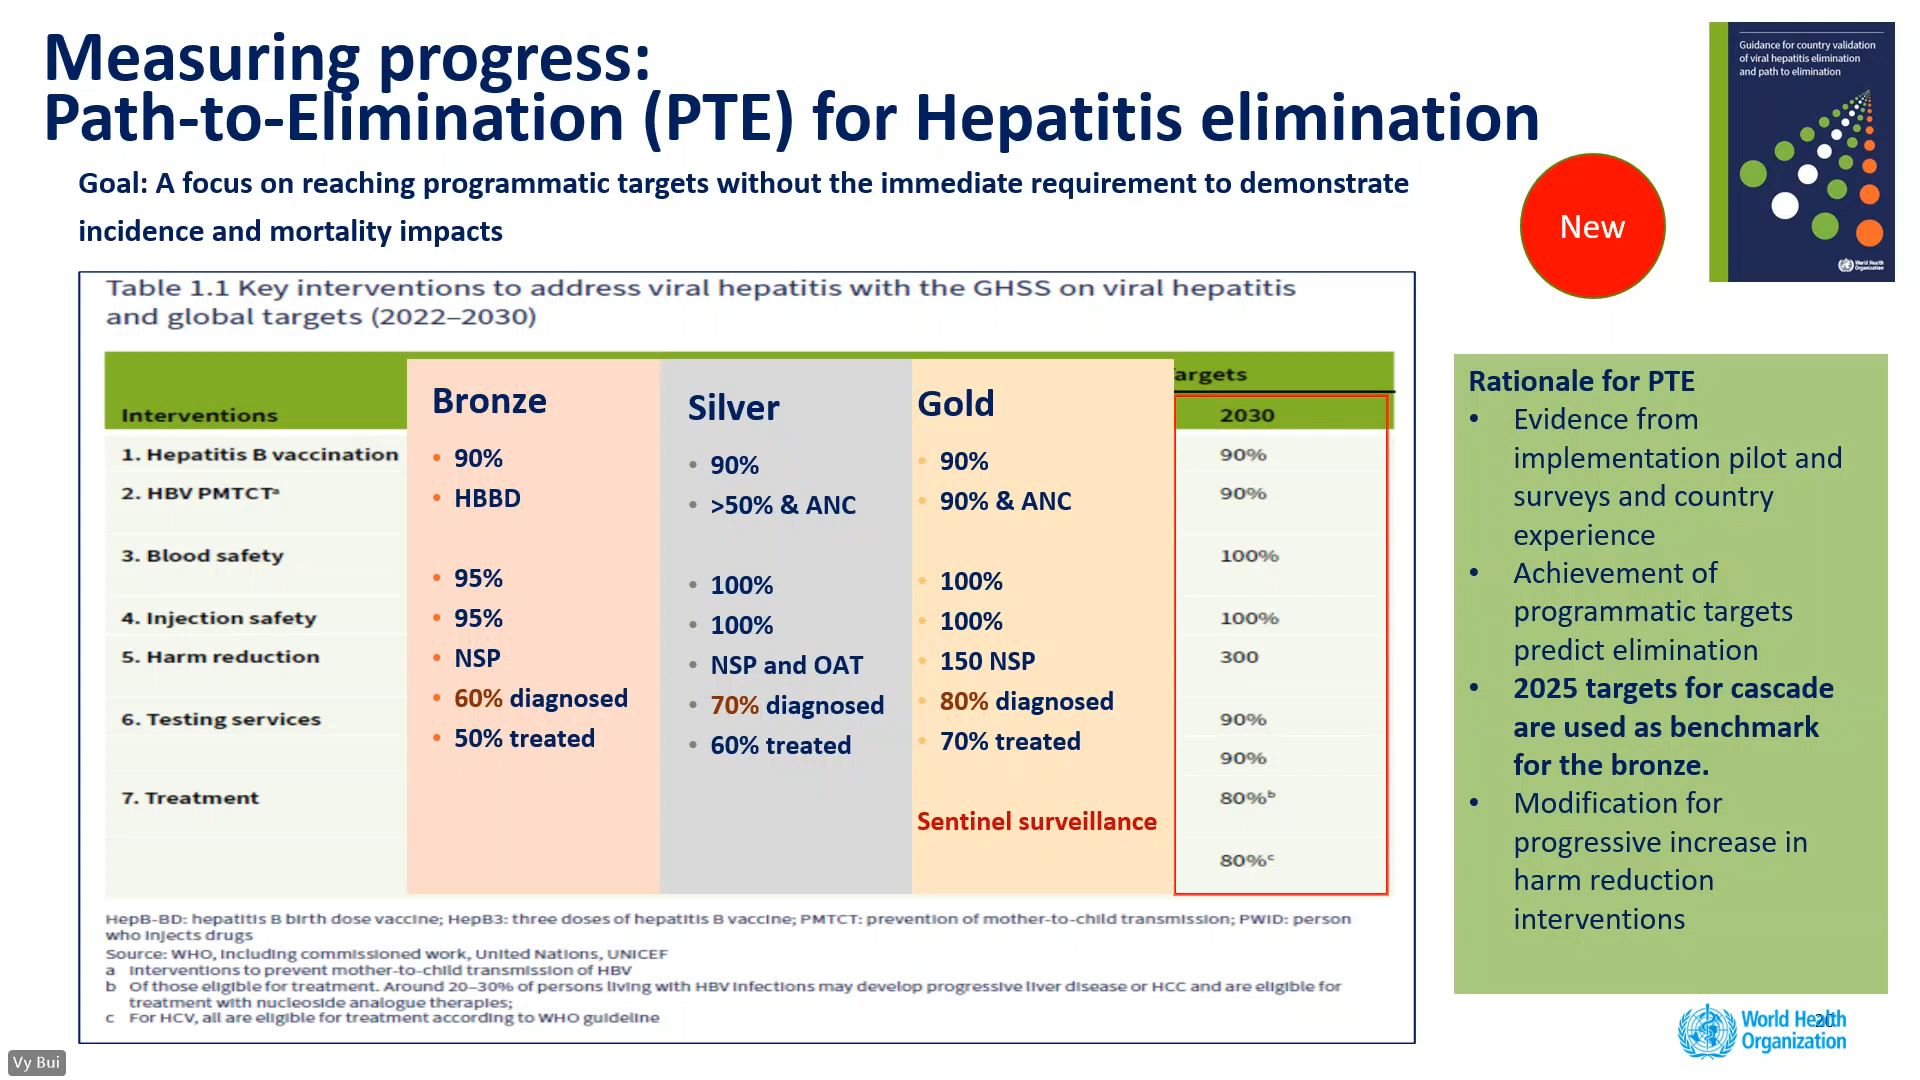 Measuring progress:
Path-to-Elimination (PTE) for Hepatitis elimination
Goal: A focus on reaching programmatic targets without the immediate requirement to demonstrate
incidence and mortality impacts
New
Guidance for country validation
of viral hepatitis elimination
and path to elimination
World Health
Organization
Table 1.1 Key interventions to address viral hepatitis with the GHSS on viral hepatitis
and global targets (2022–2030)
Interventions
1. Hepatitis B vaccination
2. HBV PMTCTᵃ
3. Blood safety
4. Injection safety
5. Harm reduction
6. Testing services
7. Treatment
Bronze
• 90%
• HBBD
• 95%
• 95%
• NSP
• 60% diagnosed
• 50% treated
Silver
• 90%
• >50% & ANC
• 100%
• 100%
• NSP and OAT
• 70% diagnosed
• 60% treated
Gold
• 90%
• 90% & ANC
• 100%
• 100%
• 150 NSP
• 80% diagnosed
• 70% treated
Sentinel surveillance
argets
2030
90%
90%
100%
100%
300
90%
90%
80%ᵇ
80%ᶜ
HepB-BD: hepatitis B birth dose vaccine; HepB3: three doses of hepatitis B vaccine; PMTCT: prevention of mother-to-child transmission; PWID: person
who injects drugs
Source: WHO, including commissioned work, United Nations, UNICEF
a Interventions to prevent mother-to-child transmission of HBV
b Of those eligible for treatment. Around 20–30% of persons living with HBV infections may develop progressive liver disease or HCC and are eligible for
treatment with nucleoside analogue therapies;
c For HCV, all are eligible for treatment according to WHO guideline
Rationale for PTE
• Evidence from
implementation pilot and
surveys and country
experience
• Achievement of
programmatic targets
predict elimination
• 2025 targets for cascade
are used as benchmark
for the bronze.
• Modification for
progressive increase in
harm reduction
interventions
World Health
Organization
20
Vy Bui